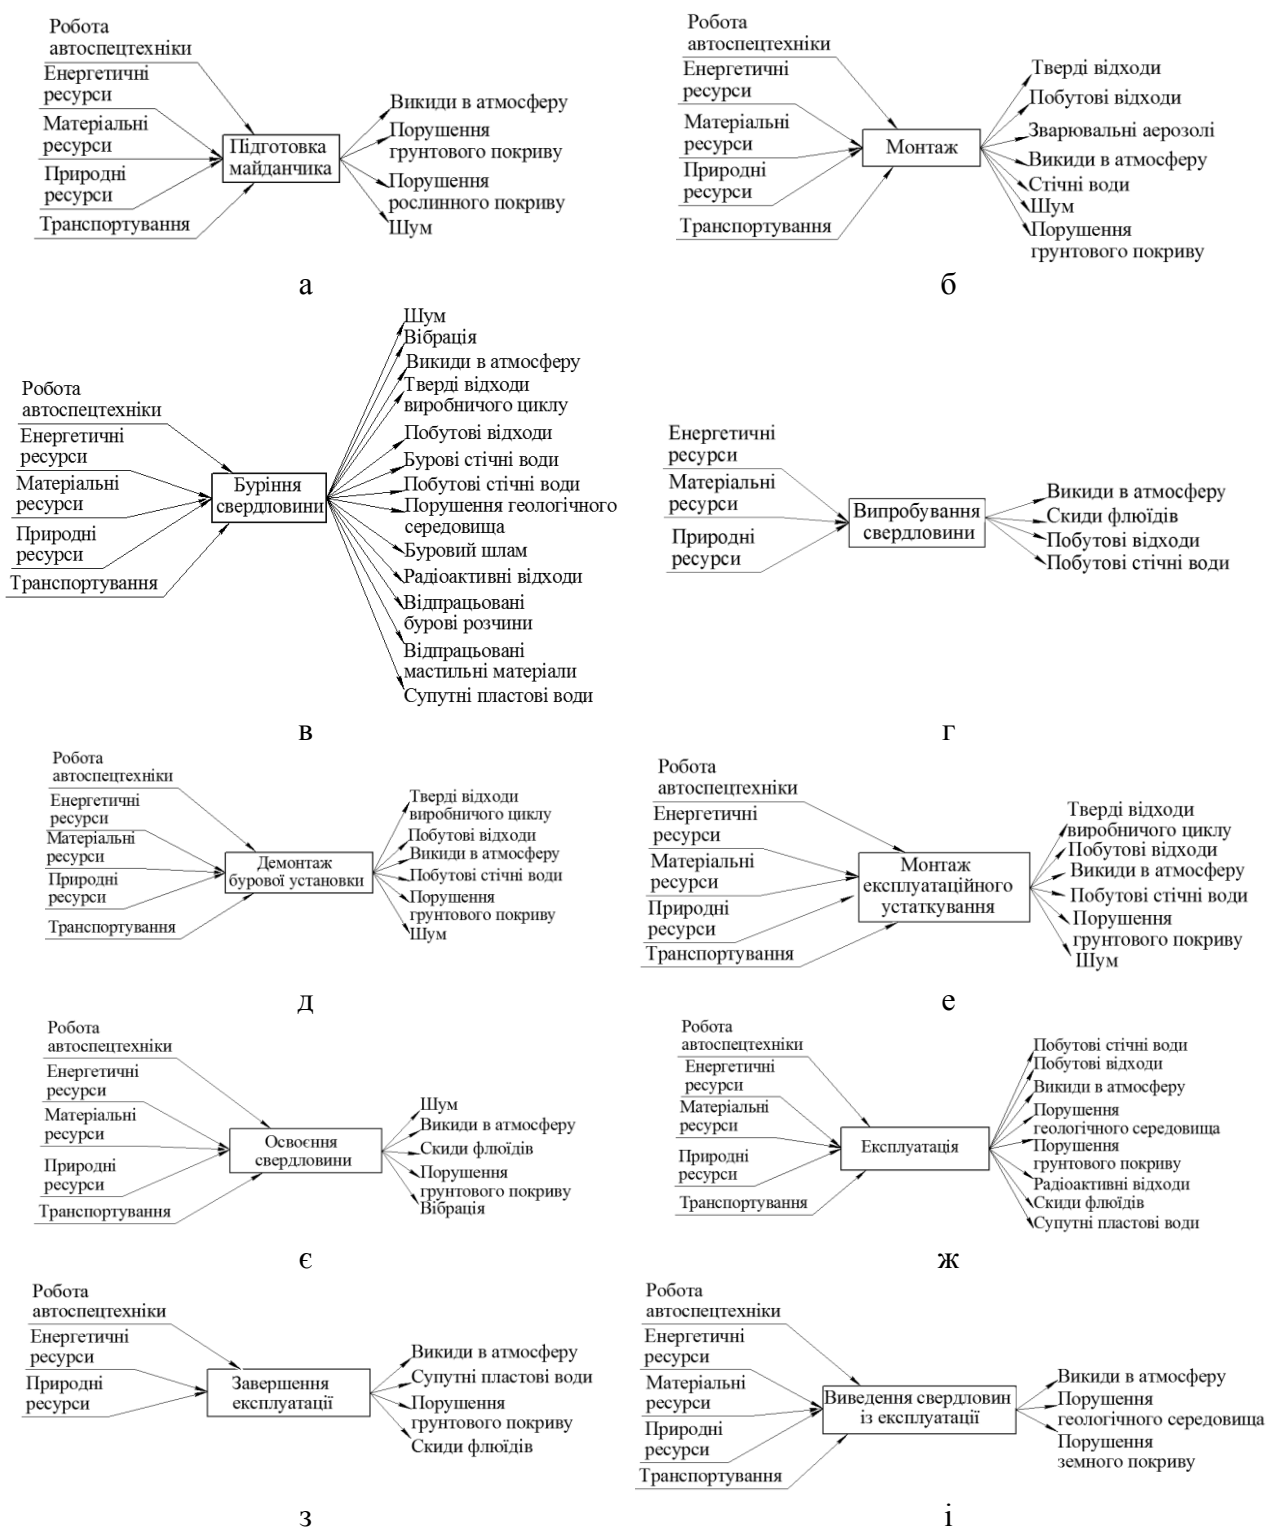 Робота
автоспецтехніки
Енергетичні
ресурси
Матеріальні
ресурси
Природні
ресурси
Транспортування
Підготовка
майданчика
Викиди в атмосферу
Порушення
грунтового покриву
Порушення
рослинного покриву
Шум
а
Робота
автоспецтехніки
Енергетичні
ресурси
Матеріальні
ресурси
Природні
ресурси
Транспортування
Монтаж
Тверді відходи
Побутові відходи
Зварювальні аерозолі
Викиди в атмосферу
Стічні води
Шум
Порушення
грунтового покриву
б
Робота
автоспецтехніки
Енергетичні
ресурси
Матеріальні
ресурси
Природні
ресурси
Транспортування
Буріння
свердловини
Шум
Вібрація
Викиди в атмосферу
Тверді відходи
виробничого циклу
Побутові відходи
Бурові стічні води
Побутові стічні води
Порушення геологічного
середовища
Буровий шлам
Радіоактивні відходи
Відпрацьовані
бурові розчини
Відпрацьовані
мастильні матеріали
Супутні пластові води
в
Енергетичні
ресурси
Матеріальні
ресурси
Природні
ресурси
Випробування
свердловини
Викиди в атмосферу
Скиди флюїдів
Побутові відходи
Побутові стічні води
г
Робота
автоспецтехніки
Енергетичні
ресурси
Матеріальні
ресурси
Природні
ресурси
Транспортування
Демонтаж
бурової установки
Тверді відходи
виробничого циклу
Побутові відходи
Викиди в атмосферу
Побутові стічні води
Порушення
грунтового покриву
Шум
д
Робота
автоспецтехніки
Енергетичні
ресурси
Матеріальні
ресурси
Природні
ресурси
Транспортування
Монтаж
експлуатаційного
устаткування
Тверді відходи
виробничого циклу
Побутові відходи
Викиди в атмосферу
Побутові стічні води
Порушення
грунтового покриву
Шум
е
Робота
автоспецтехніки
Енергетичні
ресурси
Матеріальні
ресурси
Природні
ресурси
Транспортування
Освоєння
свердловини
Шум
Викиди в атмосферу
Скиди флюїдів
Порушення
грунтового покриву
Вібрація
є
Робота
автоспецтехніки
Енергетичні
ресурси
Матеріальні
ресурси
Природні
ресурси
Транспортування
Експлуатація
Побутові стічні води
Побутові відходи
Викиди в атмосферу
Порушення
геологічного середовища
Порушення
грунтового покриву
Радіоактивні відходи
Скиди флюїдів
Супутні пластові води
ж
Робота
автоспецтехніки
Енергетичні
ресурси
Природні
ресурси
Завершення
експлуатації
Викиди в атмосферу
Супутні пластові води
Порушення
грунтового покриву
Скиди флюїдів
з
Робота
автоспецтехніки
Енергетичні
ресурси
Матеріальні
ресурси
Природні
ресурси
Транспортування
Виведення свердловин
із експлуатації
Викиди в атмосферу
Порушення
геологічного середовища
Порушення
земного покриву
і